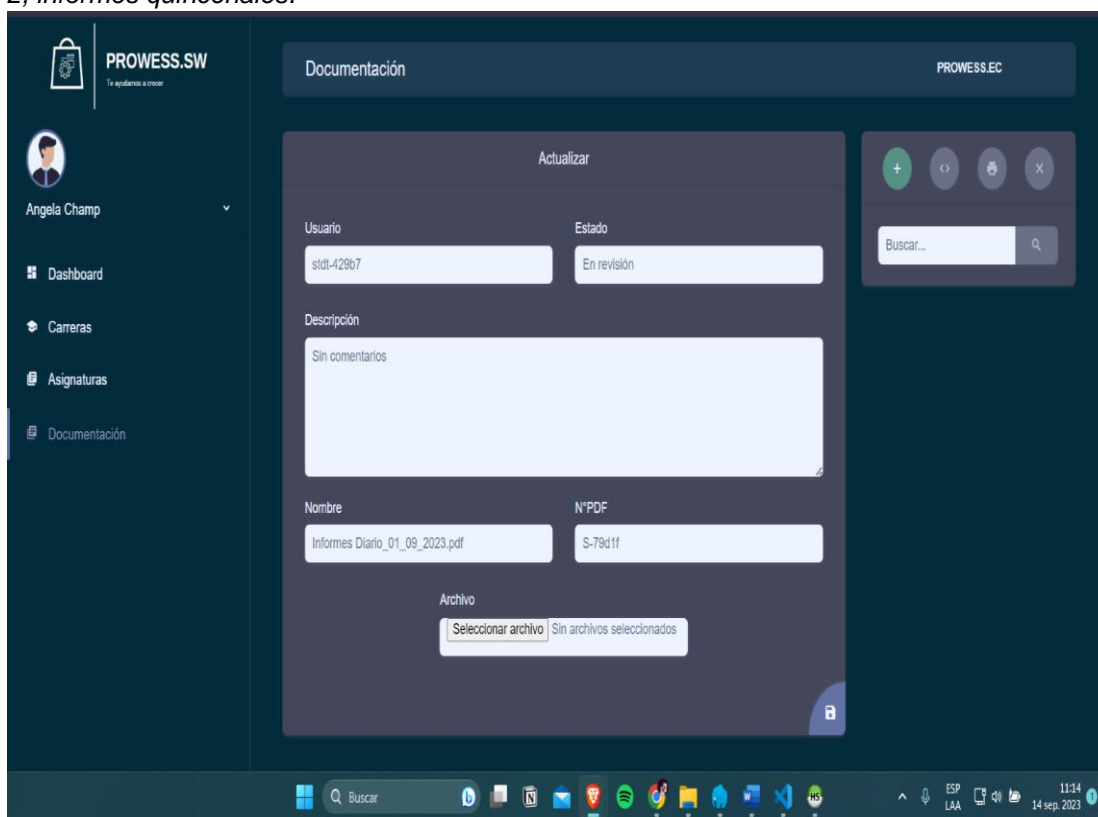 2, informes quincenales.
PROWESS.SW
Te ayudamos a crecer
Documentación
PROWESS.EC
Angela Champ
Dashboard
Carreras
Asignaturas
Documentación
Actualizar
Usuario
Estado
stdt-429b7
En revisión
Descripción
Sin comentarios
Nombre
N°PDF
Informes Diario_01_09_2023.pdf
S-79d1f
Archivo
Seleccionar archivo Sin archivos seleccionados
+ <> x
Buscar...
Buscar
ESP
LAA
11:14
14 sep. 2023
1